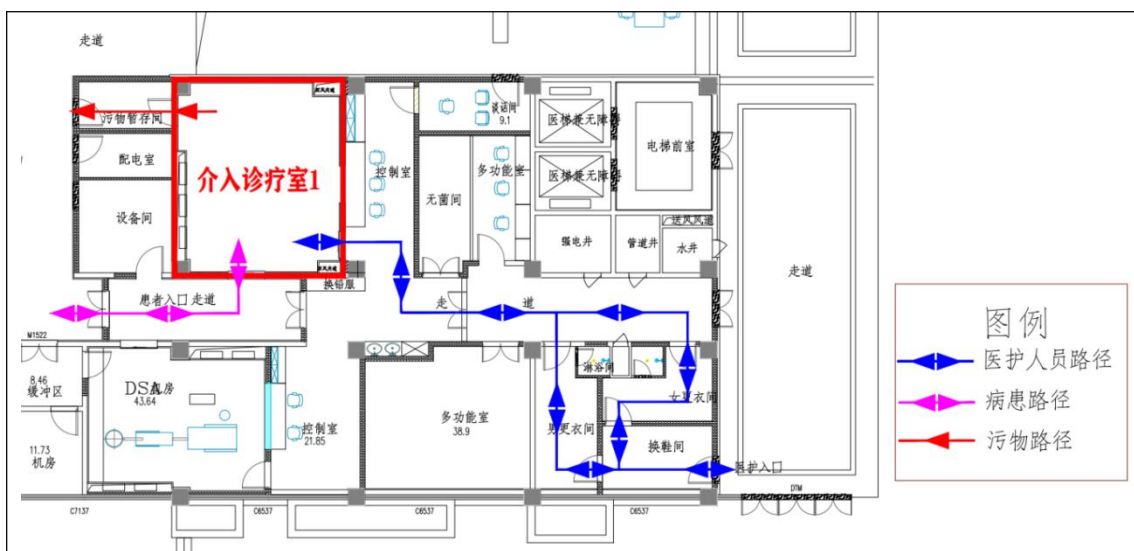 走道
污物暂存间
配电室
设备间
介入诊疗室1
控制室
谈话间
9.1
无菌间
多功能室
医梯兼无障
医梯兼无障
电梯前室
强电井
管道井
送风风道
水井
走道
换铅服
患者入口
走道
走
道
M1522
8.46
缓冲区
11.73
机房
DSA
机房
43.64
控制室
21.85
多功能室
38.9
淋浴间
女更衣间
男更衣间
换鞋间
医护入口
DTM
C7137
C6537
C6537
C6537
图例
医护人员路径
病患路径
污物路径